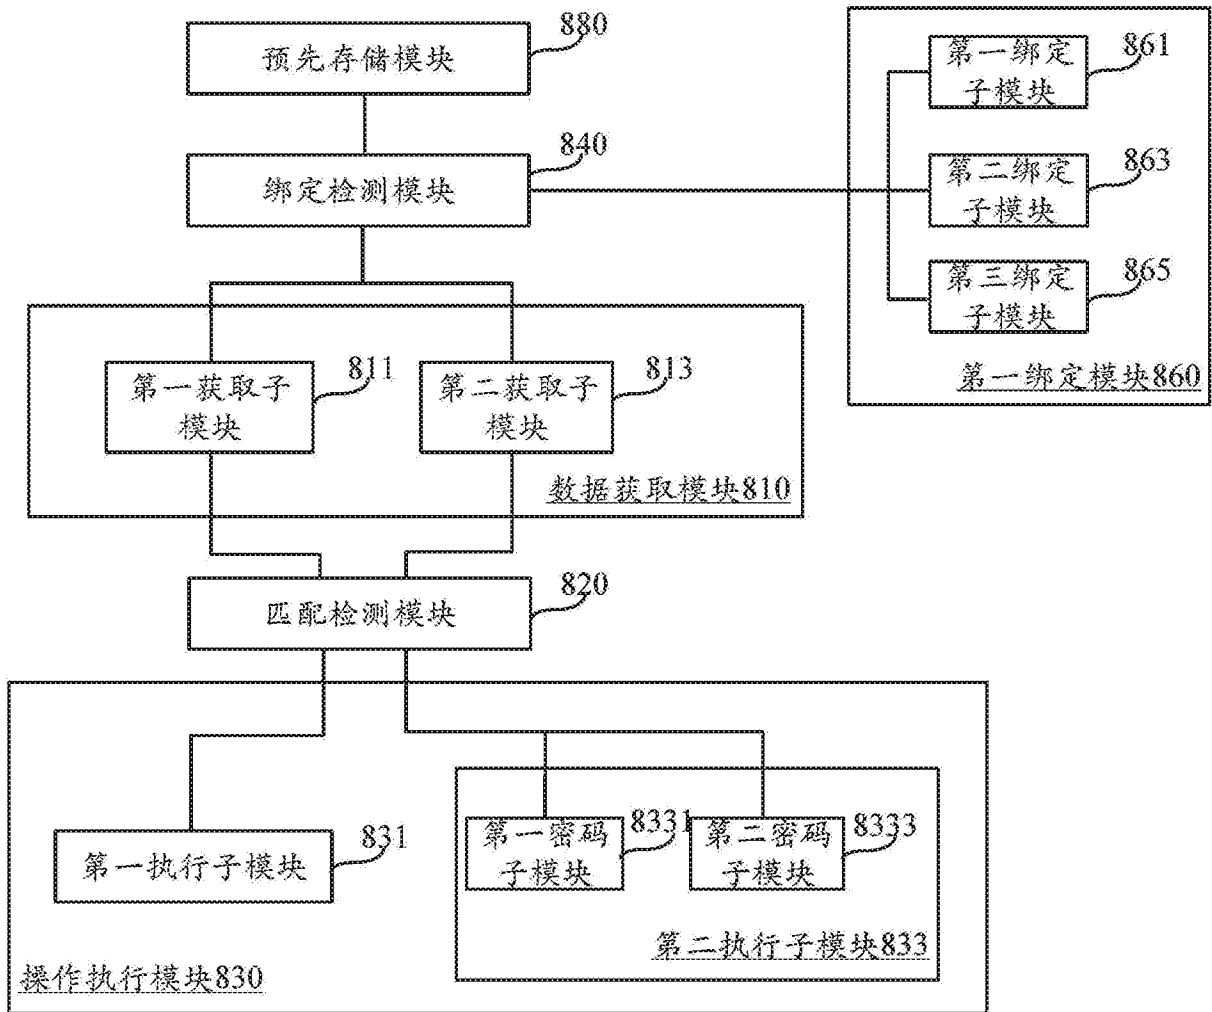 预先存储模块
880
绑定检测模块
840
第一绑定
子模块
861
第二绑定
子模块
863
第三绑定
子模块
865
第一绑定模块860
第一获取子
模块
811
第二获取子
模块
813
数据获取模块810
匹配检测模块
820
第一执行子模块
831
第一密码
子模块
8331
第二密码
子模块
8333
第二执行子模块833
操作执行模块830